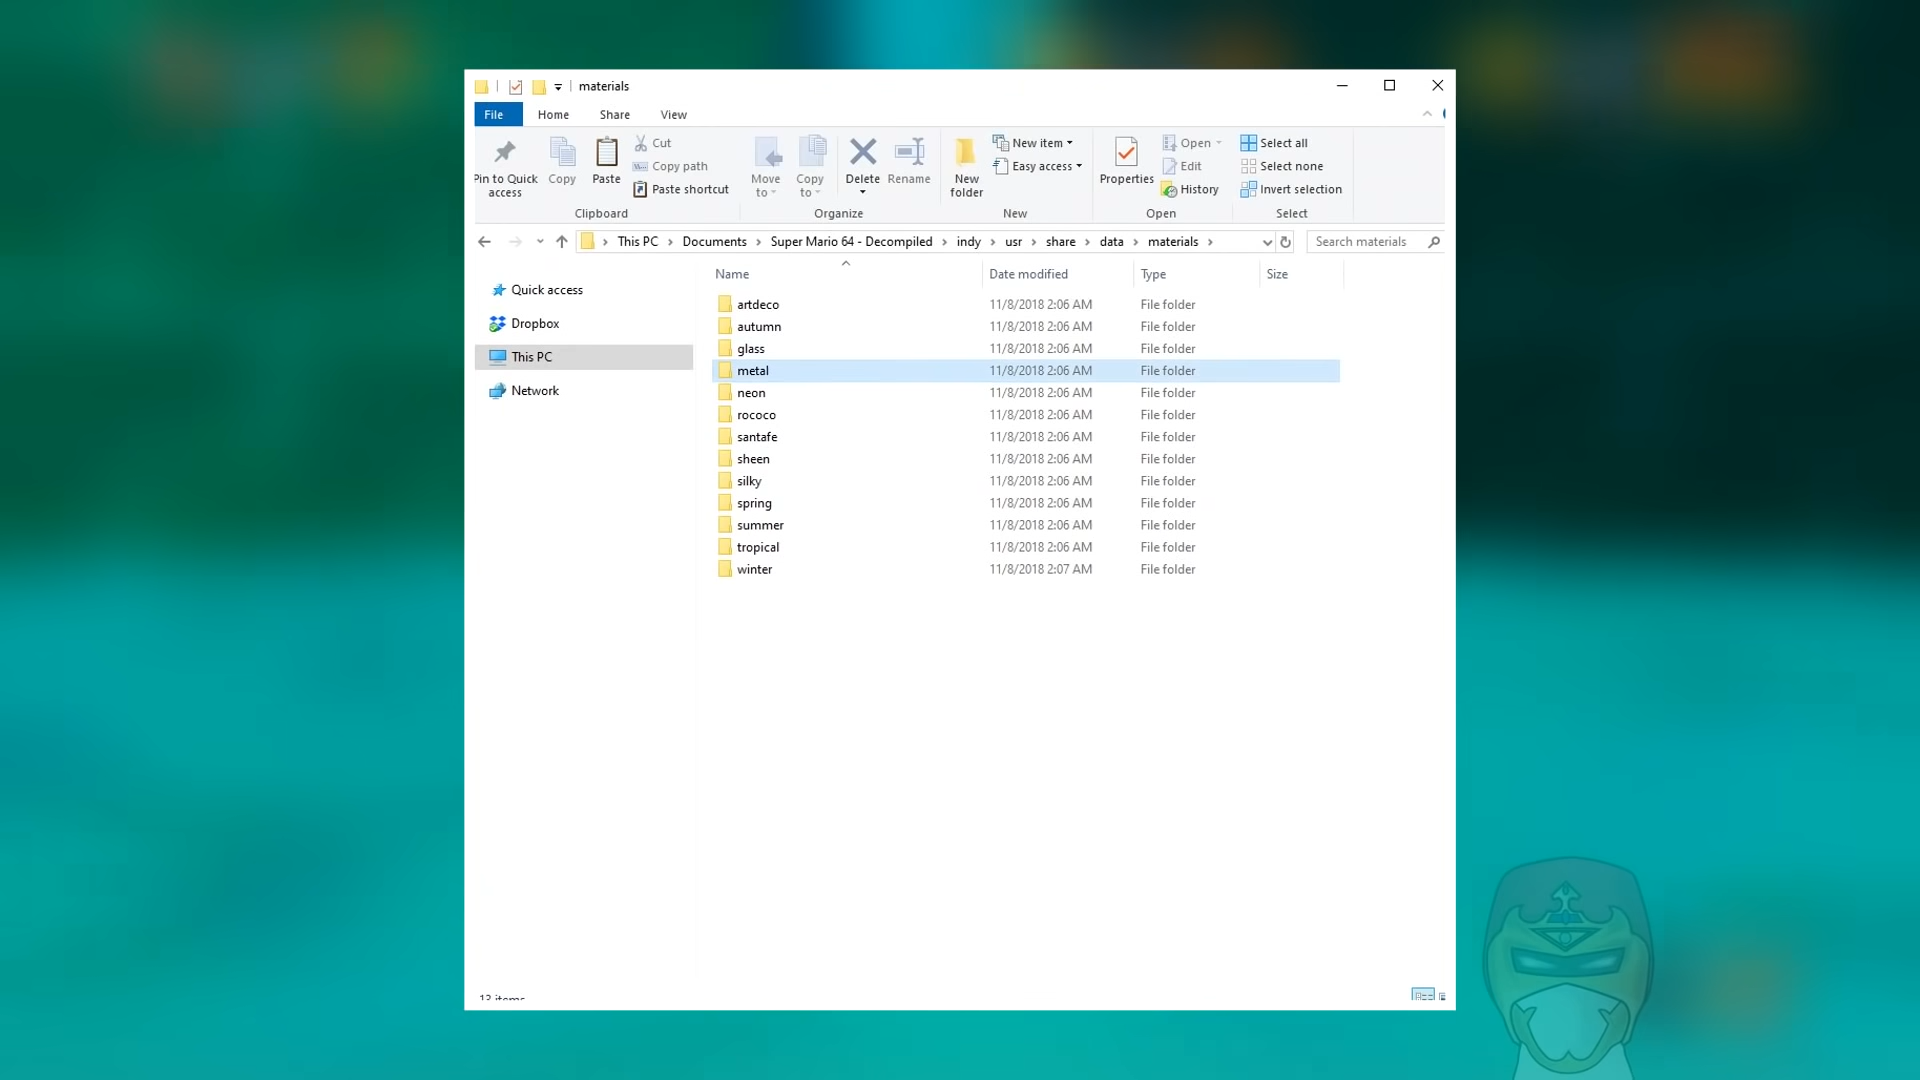 materials
File Home Share View
Pin to Quick access
Copy
Paste
Cut
Copy path
Paste shortcut
Clipboard
Move to
Copy to
Delete
Rename
Organize
New folder
New item
Easy access
New
Properties
Open
Edit
History
Open
Select all
Select none
Invert selection
Select
This PC Documents Super Mario 64 - Decompiled indy usr share data materials
Search materials
Quick access
Dropbox
This PC
Network
Name Date modified Type Size
artdeco 11/8/2018 2:06 AM File folder
autumn 11/8/2018 2:06 AM File folder
glass 11/8/2018 2:06 AM File folder
metal 11/8/2018 2:06 AM File folder
neon 11/8/2018 2:06 AM File folder
rococo 11/8/2018 2:06 AM File folder
santafe 11/8/2018 2:06 AM File folder
sheen 11/8/2018 2:06 AM File folder
silky 11/8/2018 2:06 AM File folder
spring 11/8/2018 2:06 AM File folder
summer 11/8/2018 2:06 AM File folder
tropical 11/8/2018 2:06 AM File folder
winter 11/8/2018 2:07 AM File folder
13 items